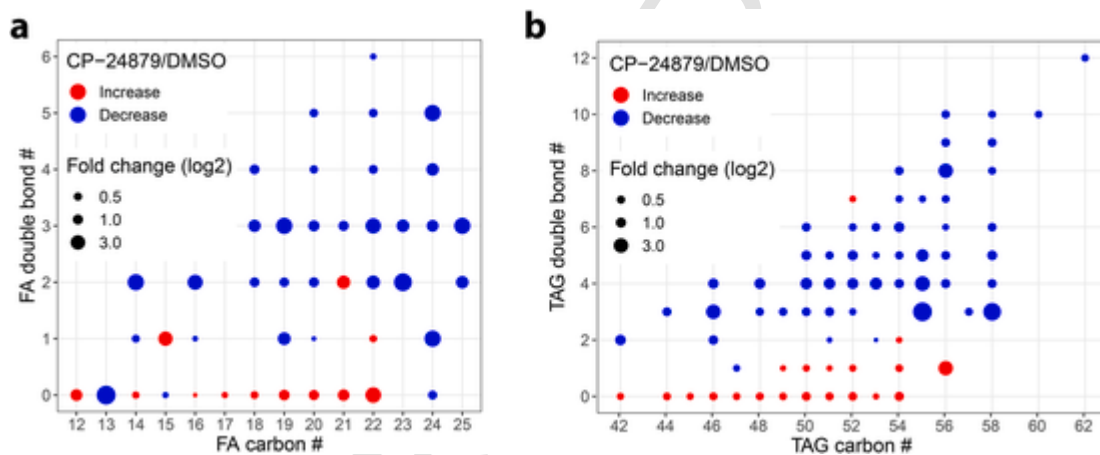 a
CP-24879/DMSO
Increase
Decrease
Fold change (log2)
0.5
1.0
3.0
FA double bond #
6
5
4
3
2
1
0
12 13 14 15 16 17 18 19 20 21 22 23 24 25
FA carbon #
b
CP-24879/DMSO
Increase
Decrease
Fold change (log2)
0.5
1.0
3.0
TAG double bond #
12
10
8
6
4
2
0
42 44 46 48 50 52 54 56 58 60 62
TAG carbon #